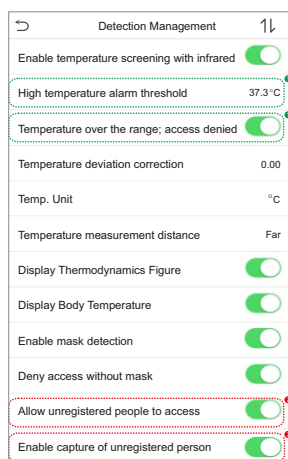 Detection Management
Enable temperature screening with infrared
High temperature alarm threshold 37.3°C
Temperature over the range; access denied
Temperature deviation correction 0.00
Temp. Unit °C
Temperature measurement distance Far
Display Thermodynamics Figure
Display Body Temperature
Enable mask detection
Deny access without mask
Allow unregistered people to access
Enable capture of unregistered person